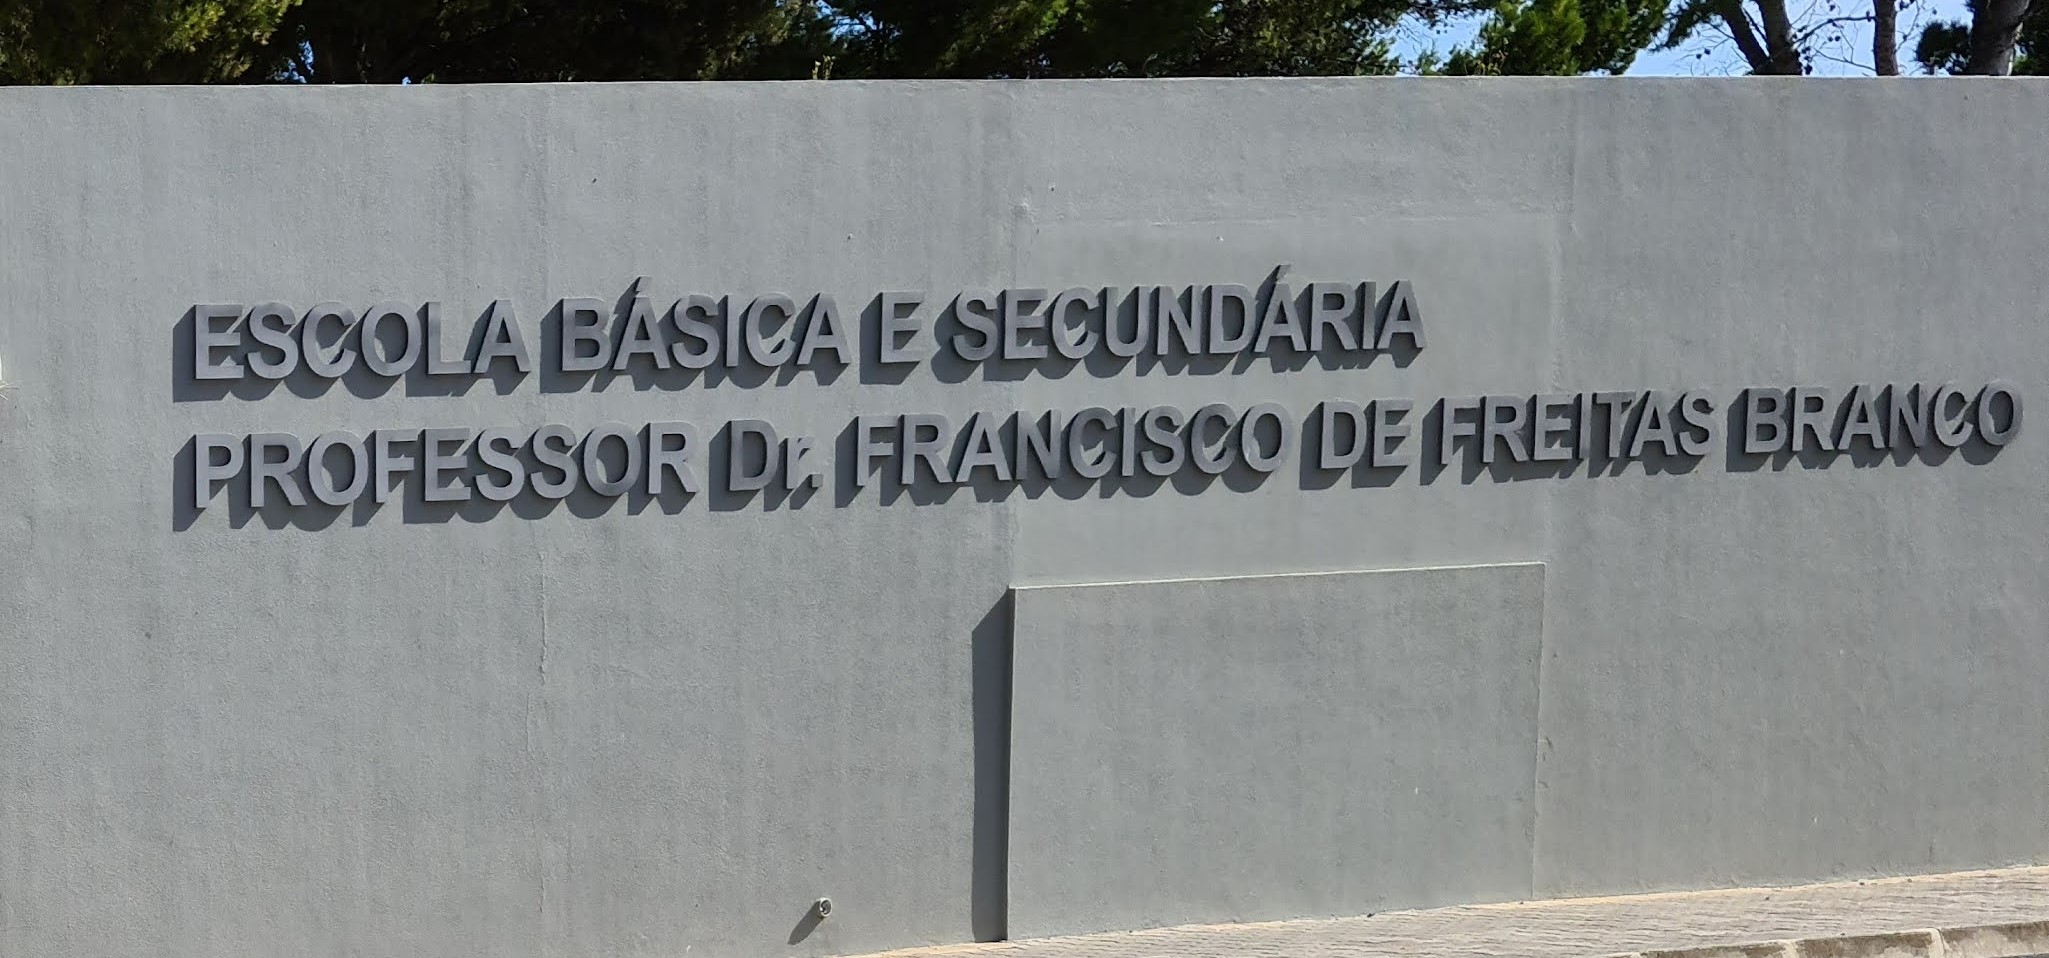 ESCOLA BÁSICA E SECUNDÁRIA
PROFESSOR Dr. FRANCISCO DE FREITAS BRANCO